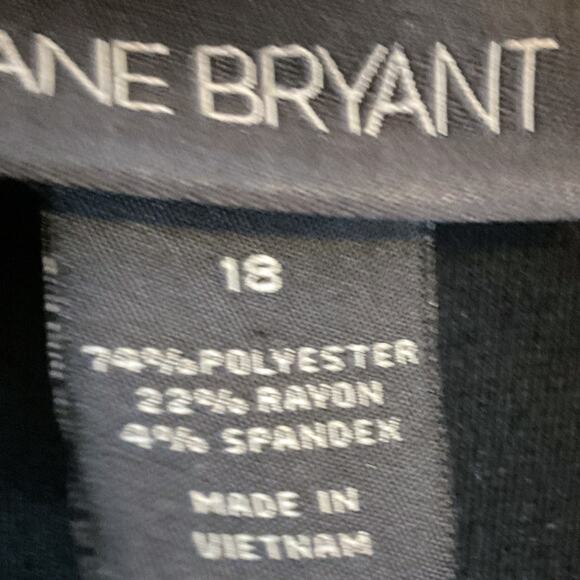 ANE BRYANT
18
74% POLYESTER
22% RAYON
4% SPANDEX
MADE IN
VIETNAM